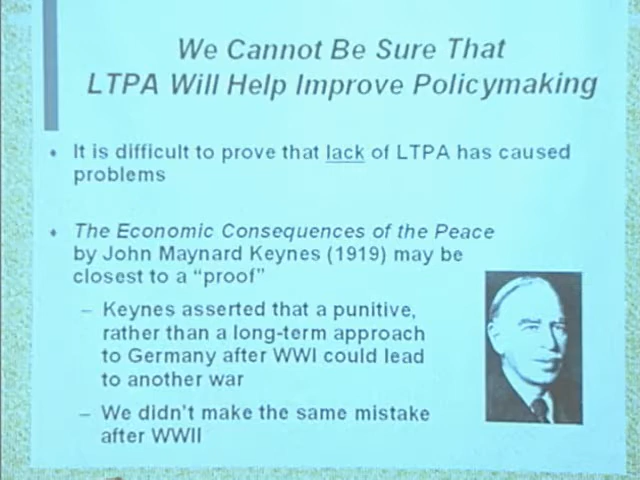 We Cannot Be Sure That
LTPA Will Help Improve Policymaking
• It is difficult to prove that lack of LTPA has caused
problems
• The Economic Consequences of the Peace
by John Maynard Keynes (1919) may be
closest to a “proof”
– Keynes asserted that a punitive,
rather than a long-term approach
to Germany after WWI could lead
to another war
– We didn't make the same mistake
after WWII